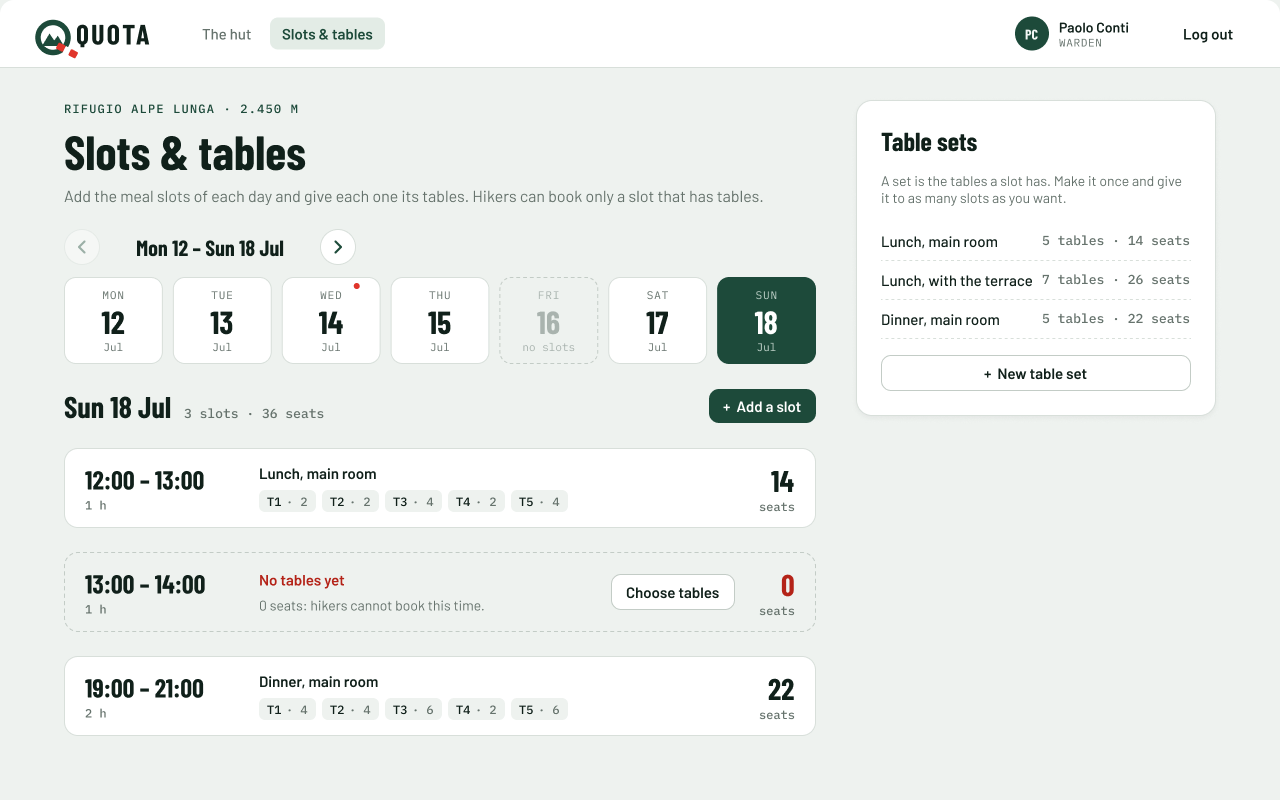 QUOTA
The hut
Slots & tables
PC
Paolo Conti
WARDEN
Log out
RIFUGIO ALPE LUNGA · 2.450 M
Slots & tables
Add the meal slots of each day and give each one its tables. Hikers can book only a slot that has tables.
Mon 12 – Sun 18 Jul
MON
12
Jul
TUE
13
Jul
WED
14
Jul
THU
15
Jul
FRI
16
no slots
SAT
17
Jul
SUN
18
Jul
Sun 18 Jul
3 slots · 36 seats
+ Add a slot
12:00 – 13:00
1 h
Lunch, main room
T1 · 2
T2 · 2
T3 · 4
T4 · 2
T5 · 4
14
seats
13:00 – 14:00
1 h
No tables yet
0 seats: hikers cannot book this time.
Choose tables
0
seats
19:00 – 21:00
2 h
Dinner, main room
T1 · 4
T2 · 4
T3 · 6
T4 · 2
T5 · 6
22
seats
Table sets
A set is the tables a slot has. Make it once and give
it to as many slots as you want.
Lunch, main room
5 tables · 14 seats
Lunch, with the terrace
7 tables · 26 seats
Dinner, main room
5 tables · 22 seats
+ New table set